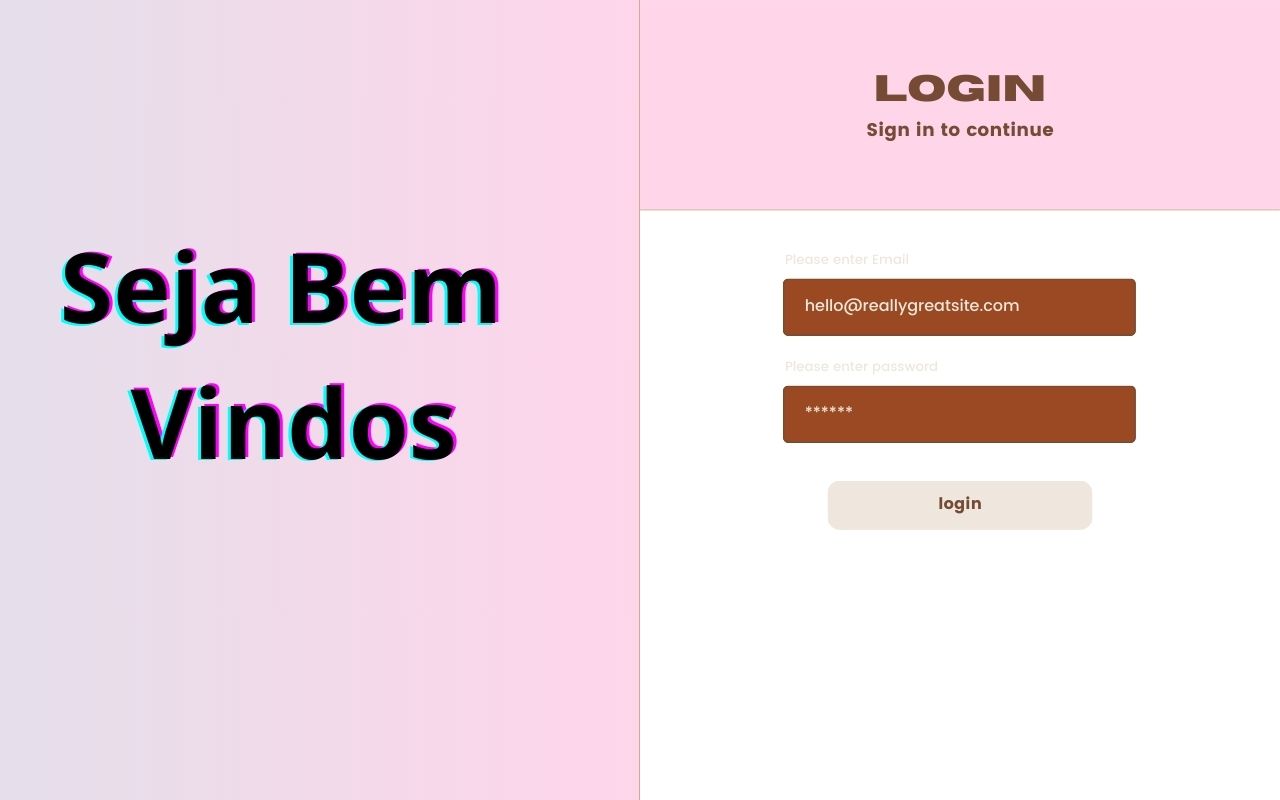 Seja Bem
Vindos
LOGIN
Sign in to continue
Please enter Email
hello@reallygreatsite.com
Please enter password
******
login